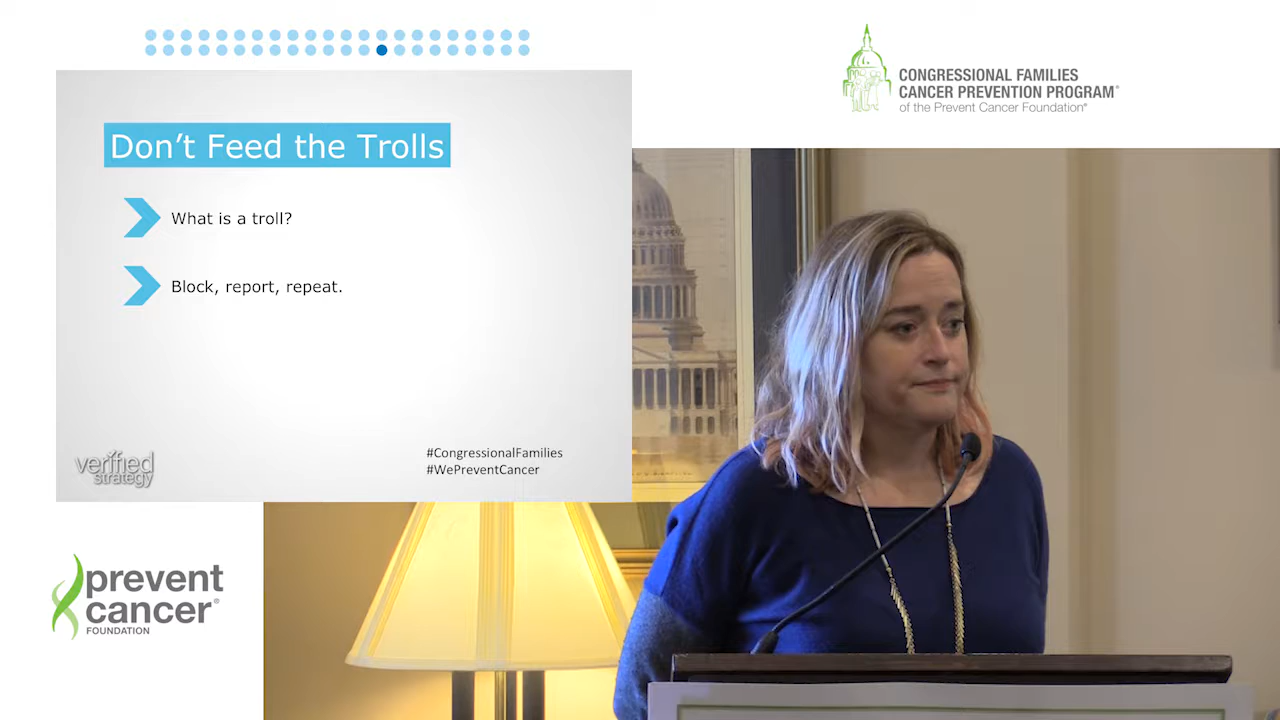 CONGRESSIONAL FAMILIES
CANCER PREVENTION PROGRAM®
of the Prevent Cancer Foundation®
Don’t Feed the Trolls
What is a troll?
Block, report, repeat.
#CongressionalFamilies
#WePreventCancer
verified
strategy
prevent
cancer®
FOUNDATION